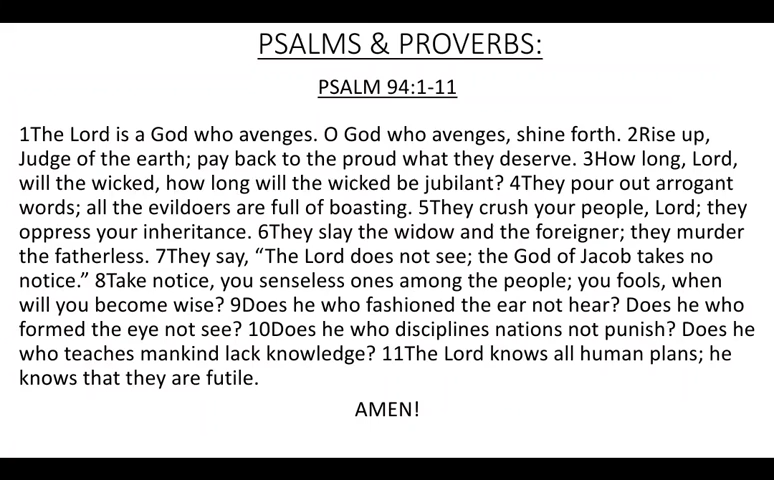 PSALMS & PROVERBS:
PSALM 94:1-11
1The Lord is a God who avenges. O God who avenges, shine forth. 2Rise up,
Judge of the earth; pay back to the proud what they deserve. 3How long, Lord,
will the wicked, how long will the wicked be jubilant? 4They pour out arrogant
words; all the evildoers are full of boasting. 5They crush your people, Lord; they
oppress your inheritance. 6They slay the widow and the foreigner; they murder
the fatherless. 7They say, “The Lord does not see; the God of Jacob takes no
notice.” 8Take notice, you senseless ones among the people; you fools, when
will you become wise? 9Does he who fashioned the ear not hear? Does he who
formed the eye not see? 10Does he who disciplines nations not punish? Does he
who teaches mankind lack knowledge? 11The Lord knows all human plans; he
knows that they are futile.
AMEN!